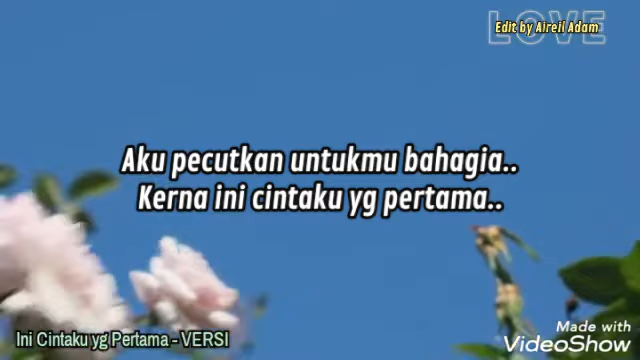 LOVE
Edit by Aireil Adam
Aku pecutkan untukmu bahagia..
Kerna ini cintaku yg pertama..
Ini Cintaku yg Pertama - VERSI
Made with
VideoShow